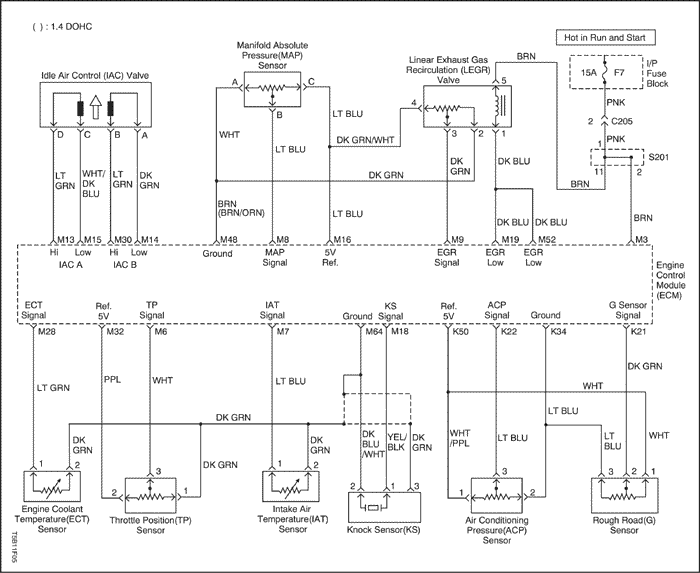 ( ) : 1.4 DOHC
Hot in Run and Start
Manifold Absolute
Pressure(MAP)
Sensor
Linear Exhaust Gas
Recirculation (LEGR)
Valve
BRN
I/P
Fuse
Block
15A F7
Idle Air Control (IAC) Valve
A C
B
5
4
3 2 1
PNK
2 C205
PNK
1
S201
11 2
D C B A
WHT
LT BLU
LT BLU
DK GRN/WHT
DK GRN
DK BLU
DK GRN
BRN
LT
GRN
WHT/
DK
BLU
LT
GRN
DK
GRN
BRN
(BRN/ORN)
LT BLU
DK BLU
DK BLU
BRN
M13 M15 M30 M14 M48 M8 M16 M9 M19 M52 M3
Hi Low Hi Low
IAC A IAC B
Ground
MAP
Signal
5V
Ref.
EGR
Signal
EGR
Low
EGR
Low
Engine
Control
Module
(ECM)
ECT
Signal
Ref.
5V
TP
Signal
IAT
Signal
Ground
KS
Signal
Ref.
5V
ACP
Signal
Ground
G Sensor
Signal
M28 M32 M6 M7 M64 M18 K50 K22 K34 K21
LT GRN
PPL
WHT
LT BLU
DK GRN
WHT
LT BLU
DK GRN
DK
GRN
DK GRN
DK
GRN
DK
BLU
/WHT
YEL/
BLK
DK
GRN
WHT
/PPL
LT BLU
LT
BLU
WHT
1 2
3
2 1
1 2
2 1 3
3
1 2
3 2 1
Engine Coolant
Temperature(ECT)
Sensor
Throttle Position(TP)
Sensor
Intake Air
Temperature(IAT)
Sensor
Knock Sensor(KS)
Air Conditioning
Pressure(ACP)
Sensor
Rough Road(G)
Sensor
T5B11F05